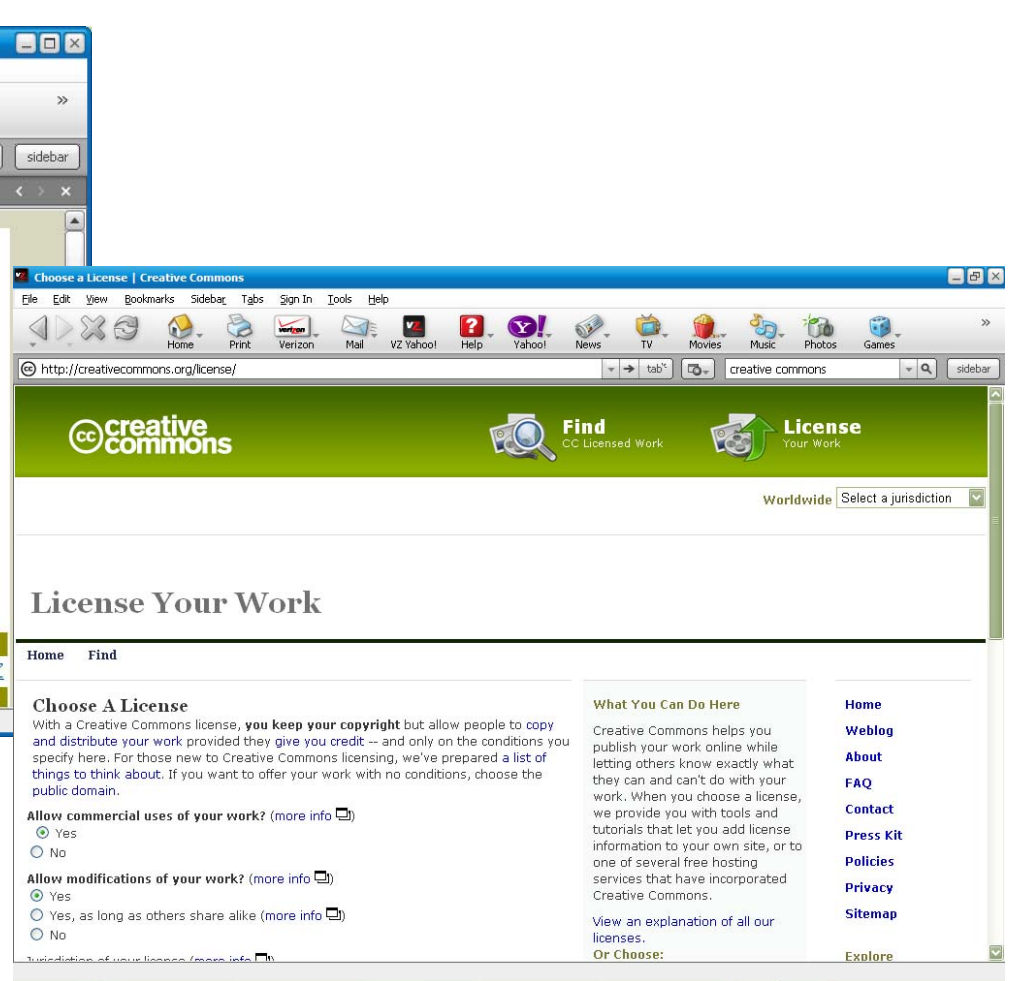 sidebar
Choose a License | Creative Commons
File Edit View Bookmarks Sidebar Tabs Sign In Tools Help
Home Print Verizon Mail VZ Yahoo! Help Yahoo! News TV Movies Music Photos Games
http://creativecommons.org/license/ tab creative commons sidebar
cc creative commons
Find
CC Licensed Work
License
Your Work
Worldwide Select a jurisdiction
License Your Work
Home Find
Choose A License
With a Creative Commons license, you keep your copyright but allow people to copy
and distribute your work provided they give you credit -- and only on the conditions you
specify here. For those new to Creative Commons licensing, we've prepared a list of
things to think about. If you want to offer your work with no conditions, choose the
public domain.
Allow commercial uses of your work? (more info)
Yes
No
Allow modifications of your work? (more info)
Yes
Yes, as long as others share alike (more info)
No
Jurisdiction of your license (more info)
What You Can Do Here
Creative Commons helps you
publish your work online while
letting others know exactly what
they can and can't do with your
work. When you choose a license,
we provide you with tools and
tutorials that let you add license
information to your own site, or to
one of several free hosting
services that have incorporated
Creative Commons.
View an explanation of all our
licenses.
Or Choose:
Home
Weblog
About
FAQ
Contact
Press Kit
Policies
Privacy
Sitemap
Explore